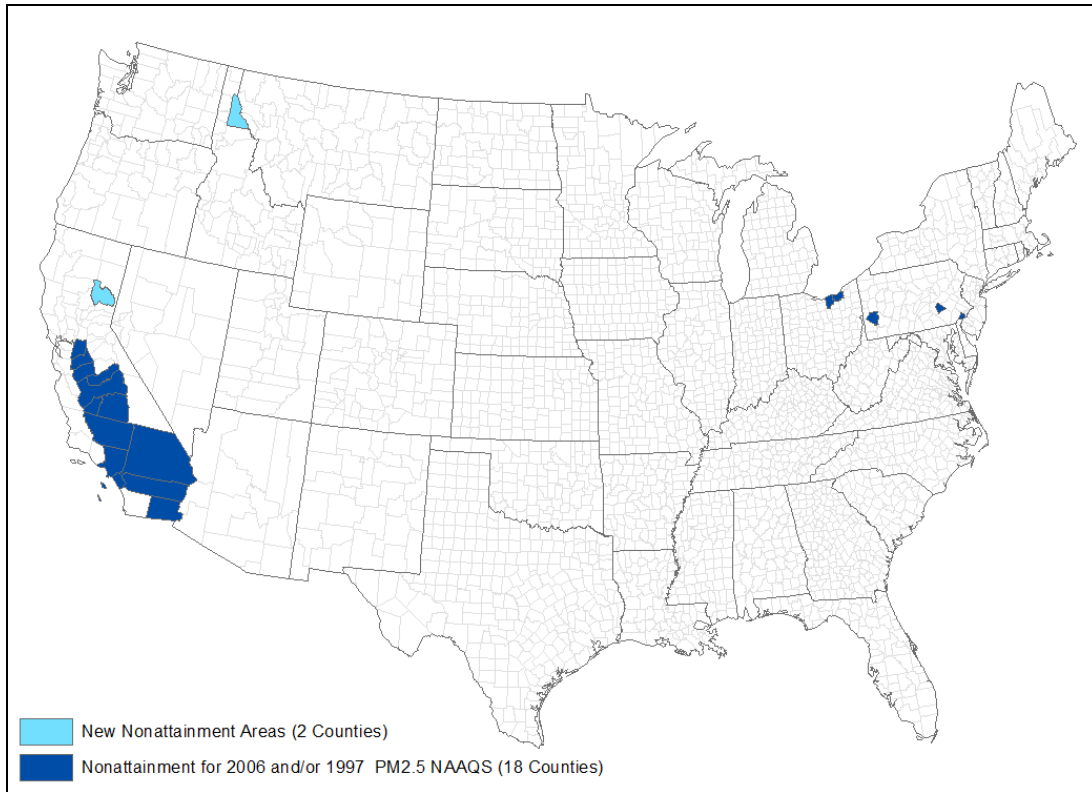 New Nonattainment Areas (2 Counties)
Nonattainment for 2006 and/or 1997 PM2.5 NAAQS (18 Counties)